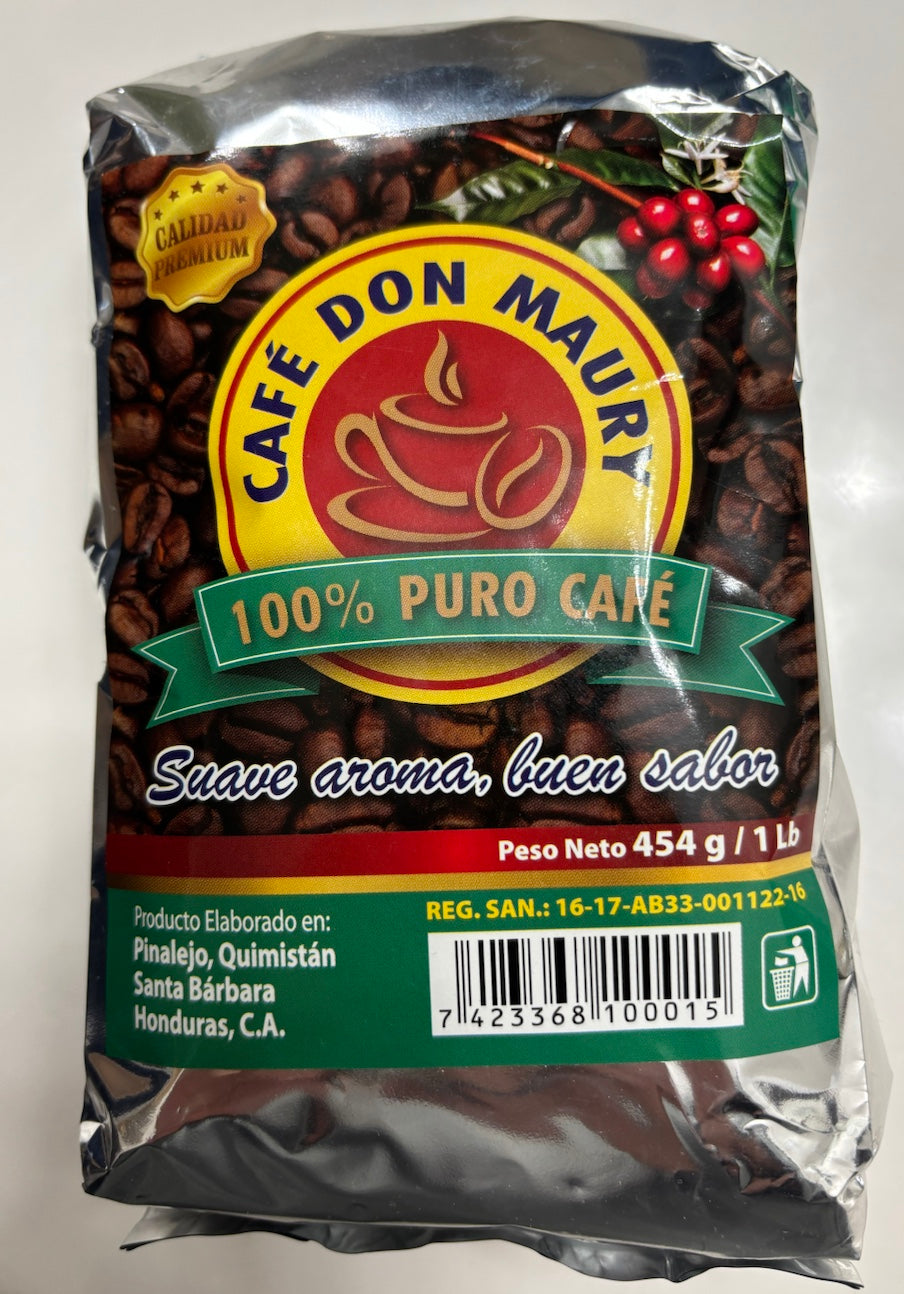 CALIDAD
PREMIUM
CAFÉ DON MAURY
100% PURO CAFÉ
Suave aroma, buen sabor
Peso Neto 454 g / 1 Lb
REG. SAN.: 16-17-AB33-001122-16
Producto Elaborado en:
Pinalejo, Quimistán
Santa Bárbara
Honduras, C.A.
7 423368 100015